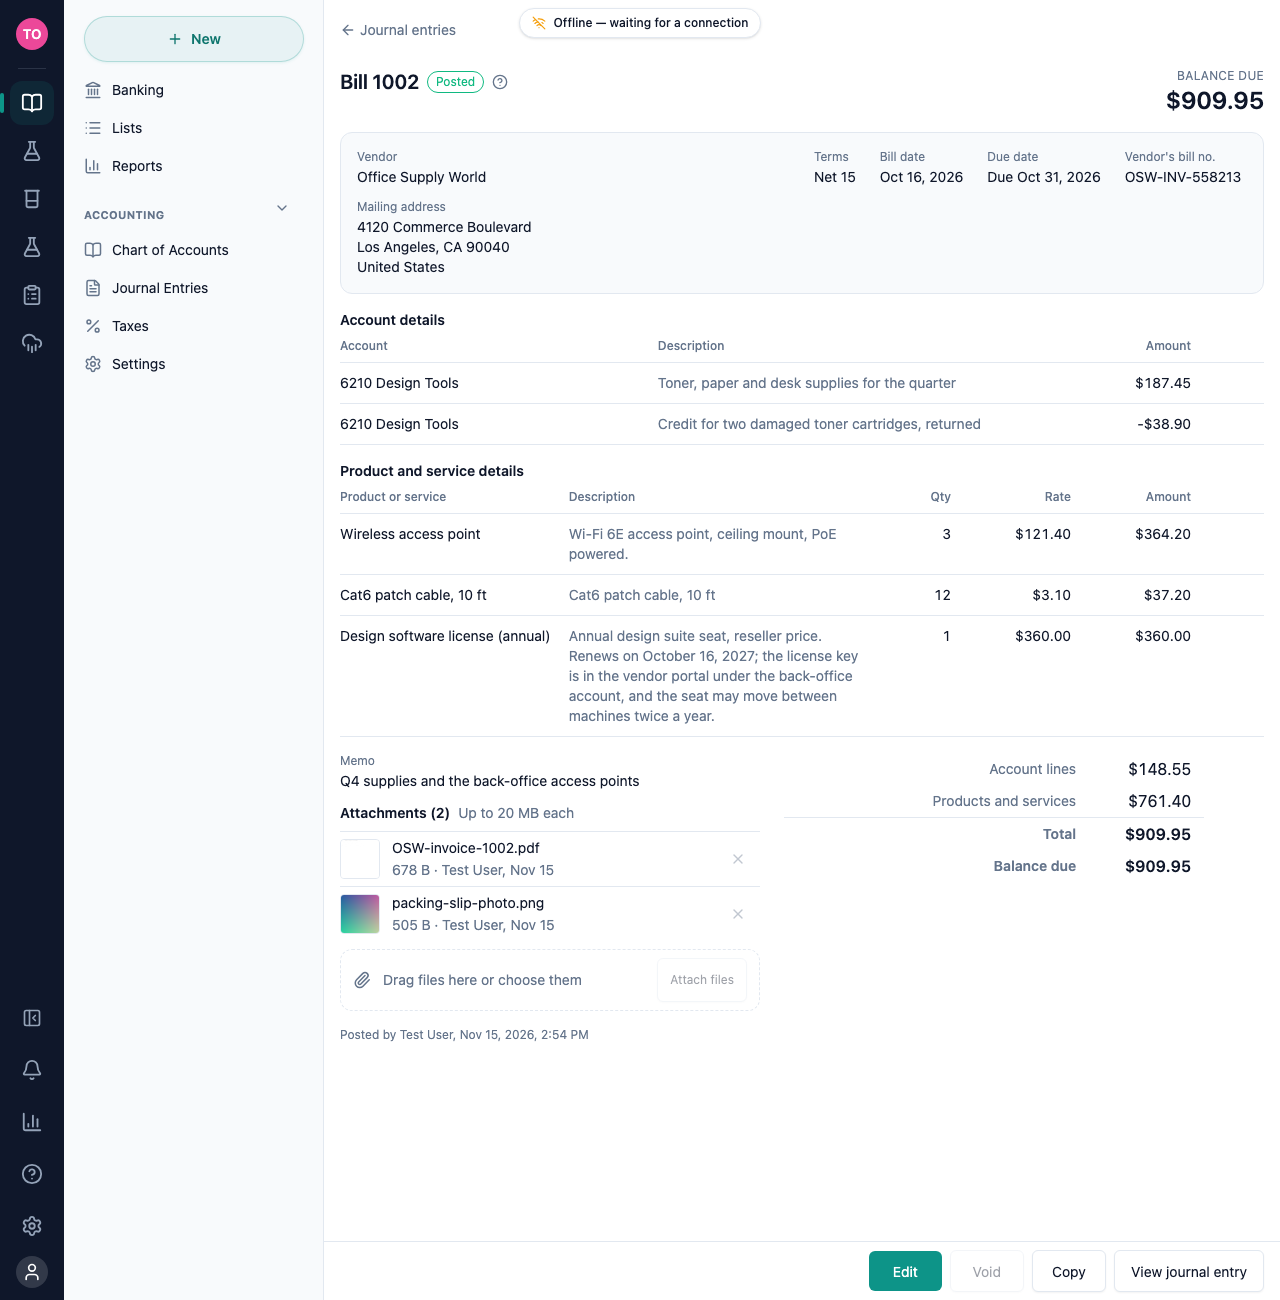 TO
New
Banking
Lists
Reports
ACCOUNTING
Chart of Accounts
Journal Entries
Taxes
Settings
Journal entries
Offline — waiting for a connection
Bill 1002
Posted
BALANCE DUE
$909.95
Vendor
Office Supply World
Terms
Net 15
Bill date
Oct 16, 2026
Due date
Due Oct 31, 2026
Vendor's bill no.
OSW-INV-558213
Mailing address
4120 Commerce Boulevard
Los Angeles, CA 90040
United States
Account details
Account Description Amount
6210 Design Tools Toner, paper and desk supplies for the quarter $187.45
6210 Design Tools Credit for two damaged toner cartridges, returned -$38.90
Product and service details
Product or service Description Qty Rate Amount
Wireless access point Wi-Fi 6E access point, ceiling mount, PoE 3 $121.40 $364.20
powered.
Cat6 patch cable, 10 ft Cat6 patch cable, 10 ft 12 $3.10 $37.20
Design software license (annual) Annual design suite seat, reseller price. 1 $360.00 $360.00
Renews on October 16, 2027; the license key
is in the vendor portal under the back-office
account, and the seat may move between
machines twice a year.
Memo
Q4 supplies and the back-office access points
Account lines $148.55
Products and services $761.40
Total $909.95
Balance due $909.95
Attachments (2) Up to 20 MB each
OSW-invoice-1002.pdf
678 B · Test User, Nov 15
packing-slip-photo.png
505 B · Test User, Nov 15
Drag files here or choose them
Attach files
Posted by Test User, Nov 15, 2026, 2:54 PM
Edit
Void
Copy
View journal entry